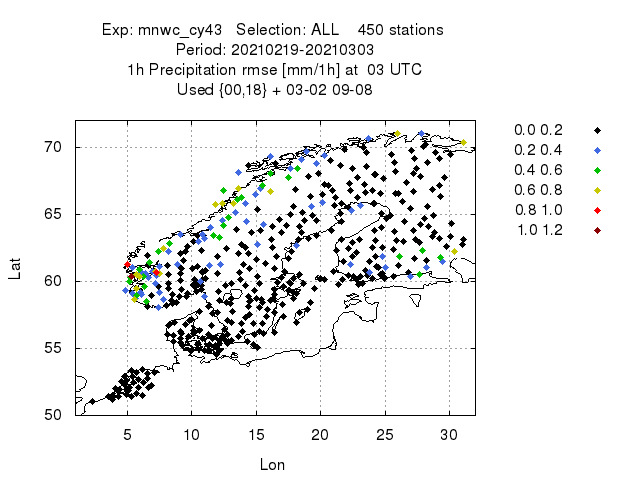 Exp: mnwc_cy43   Selection: ALL    450 stations
Period: 20210219-20210303
1h Precipitation rmse [mm/1h] at  03 UTC
Used {00,18} + 03-02 09-08
0.0 0.2
0.2 0.4
0.4 0.6
0.6 0.8
0.8 1.0
1.0 1.2
70
65
60
55
50
Lat
5 10 15 20 25 30
Lon